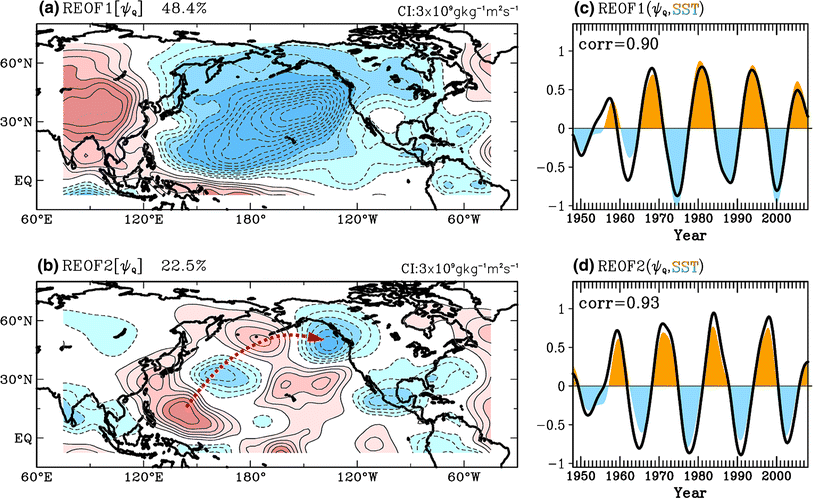 (a) REOF1[ψQ] 48.4% CI:3x10⁹gkg⁻¹m²s⁻¹
60°N
30°N
EQ
60°E 120°E 180° 120°W 60°W
(c) REOF1(ψQ,SST)
corr=0.90
1
0.5
0
-0.5
-1
1950 1960 1970 1980 1990 2000
Year
(b) REOF2[ψQ] 22.5% CI:3x10⁹gkg⁻¹m²s⁻¹
60°N
30°N
EQ
60°E 120°E 180° 120°W 60°W
(d) REOF2(ψQ,SST)
corr=0.93
1
0.5
0
-0.5
-1
1950 1960 1970 1980 1990 2000
Year